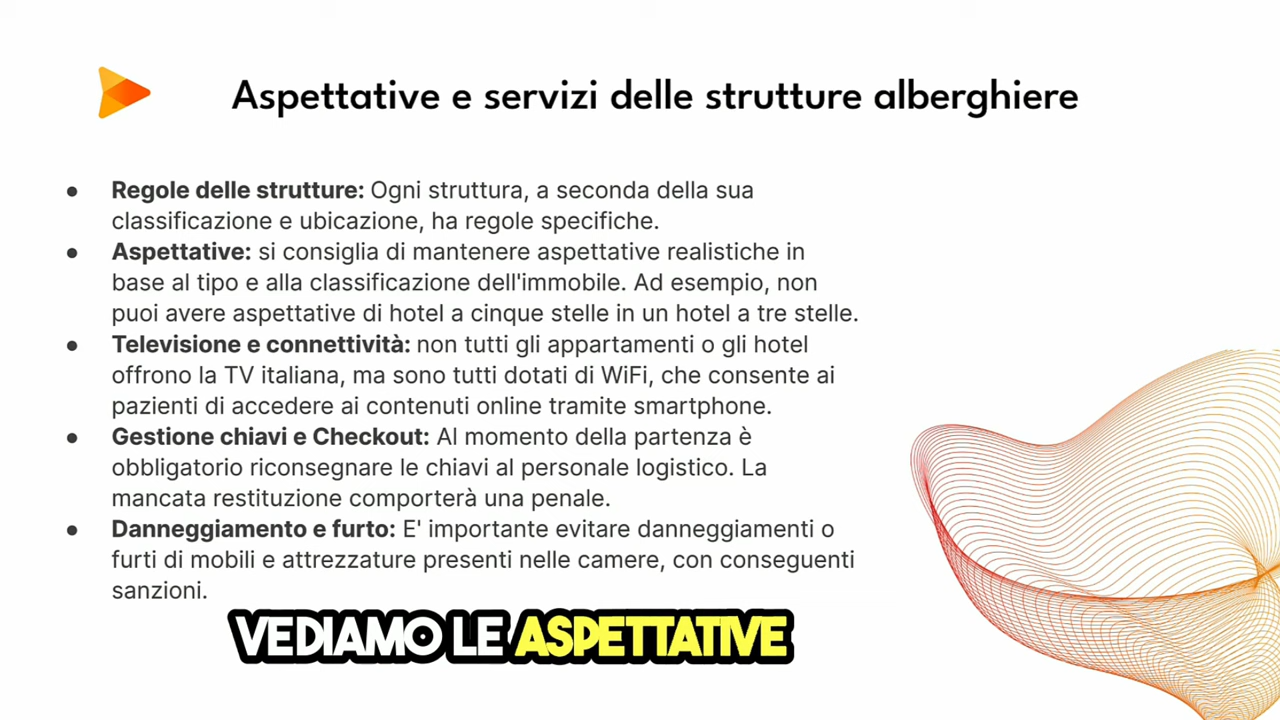 Aspettative e servizi delle strutture alberghiere
● Regole delle strutture: Ogni struttura, a seconda della sua
classificazione e ubicazione, ha regole specifiche.
● Aspettative: si consiglia di mantenere aspettative realistiche in
base al tipo e alla classificazione dell'immobile. Ad esempio, non
puoi avere aspettative di hotel a cinque stelle in un hotel a tre stelle.
● Televisione e connettività: non tutti gli appartamenti o gli hotel
offrono la TV italiana, ma sono tutti dotati di WiFi, che consente ai
pazienti di accedere ai contenuti online tramite smartphone.
● Gestione chiavi e Checkout: Al momento della partenza è
obbligatorio riconsegnare le chiavi al personale logistico. La
mancata restituzione comporterà una penale.
● Danneggiamento e furto: E' importante evitare danneggiamenti o
furti di mobili e attrezzature presenti nelle camere, con conseguenti
sanzioni.
VEDIAMO LE ASPETTATIVE